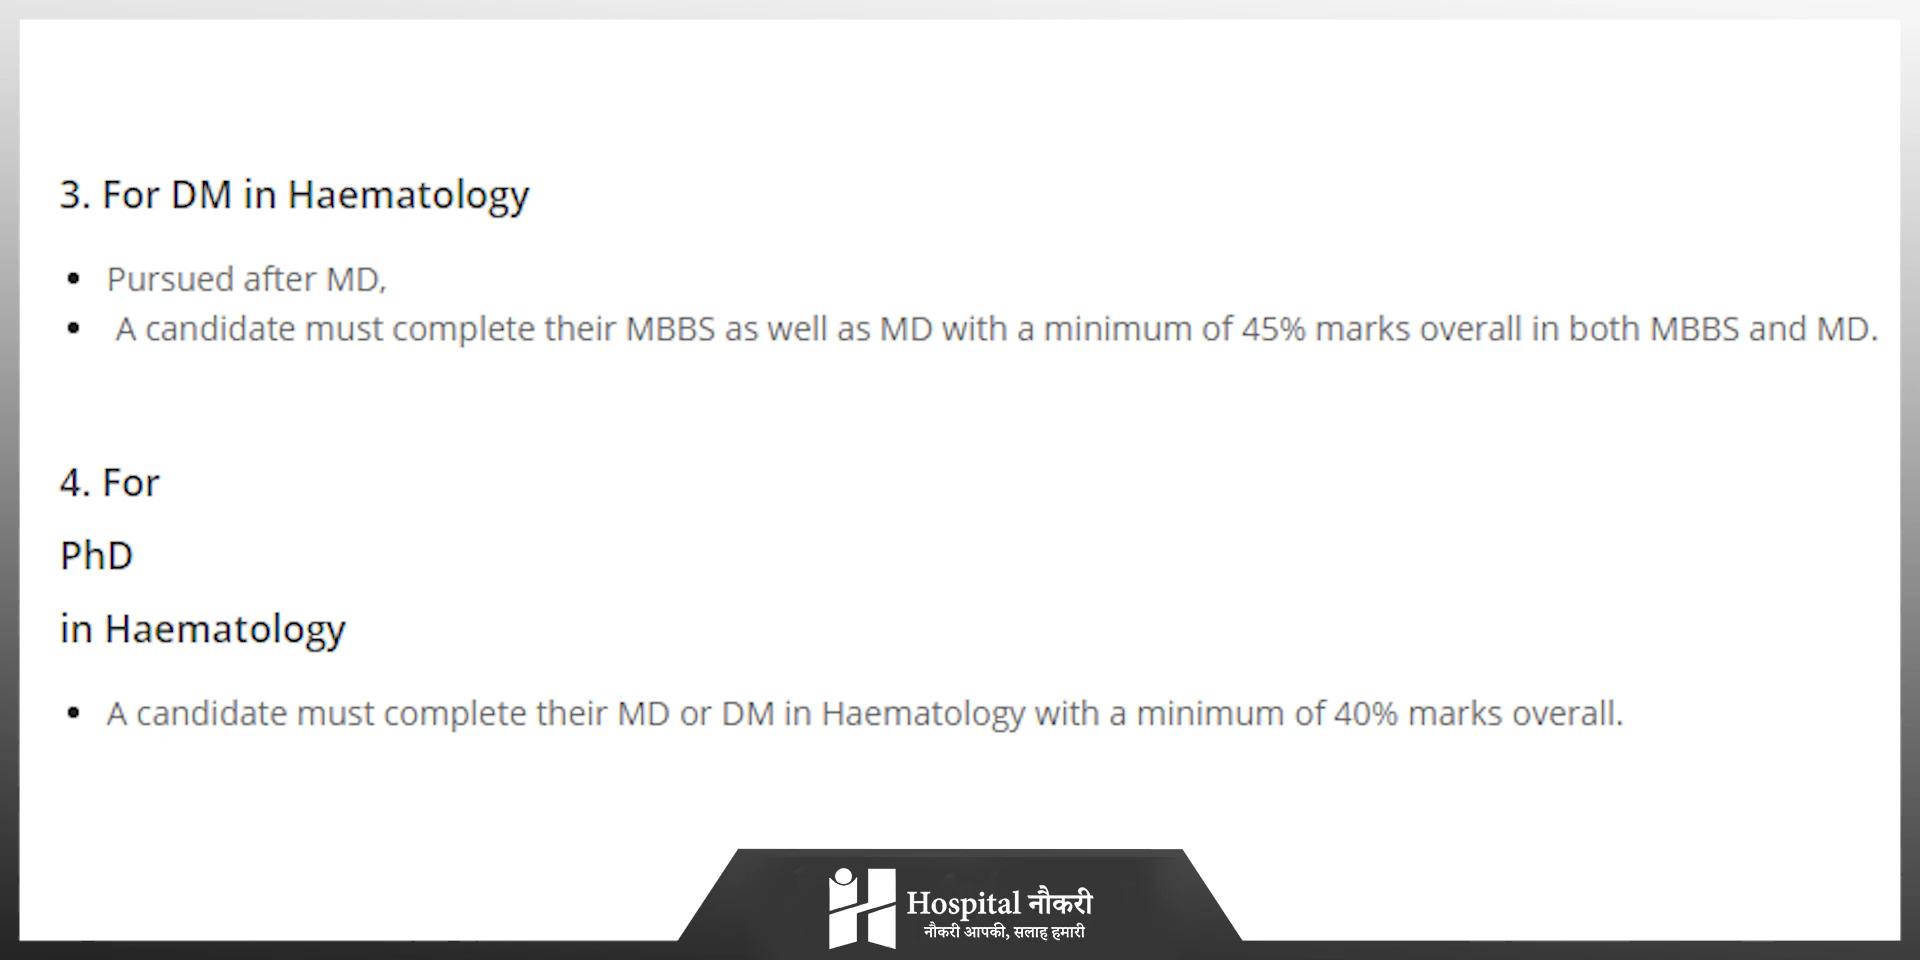 3. For DM in Haematology
Pursued after MD,
A candidate must complete their MBBS as well as MD with a minimum of 45% marks overall in both MBBS and MD.
4. For
PhD
in Haematology
A candidate must complete their MD or DM in Haematology with a minimum of 40% marks overall.
Hospital नौकरी
नौकरी आपकी, सलाह हमारी